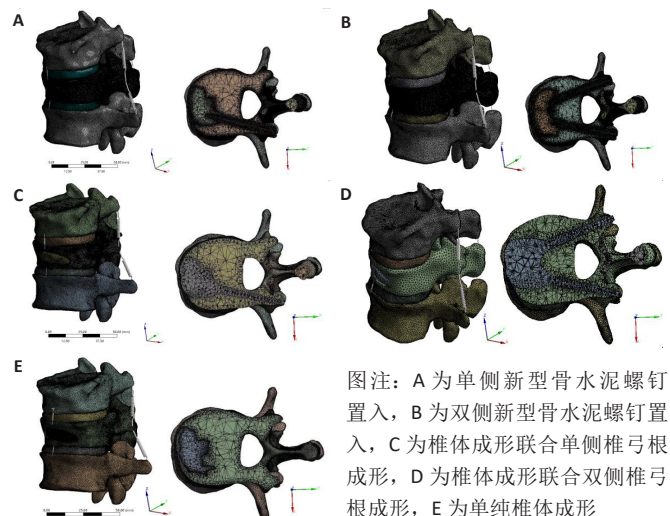 A
B
C
D
E
图注：A 为单侧新型骨水泥螺钉
置入，B 为双侧新型骨水泥螺钉置
入，C 为椎体成形联合单侧椎弓根
成形，D 为椎体成形联合双侧椎弓
根成形，E 为单纯椎体成形